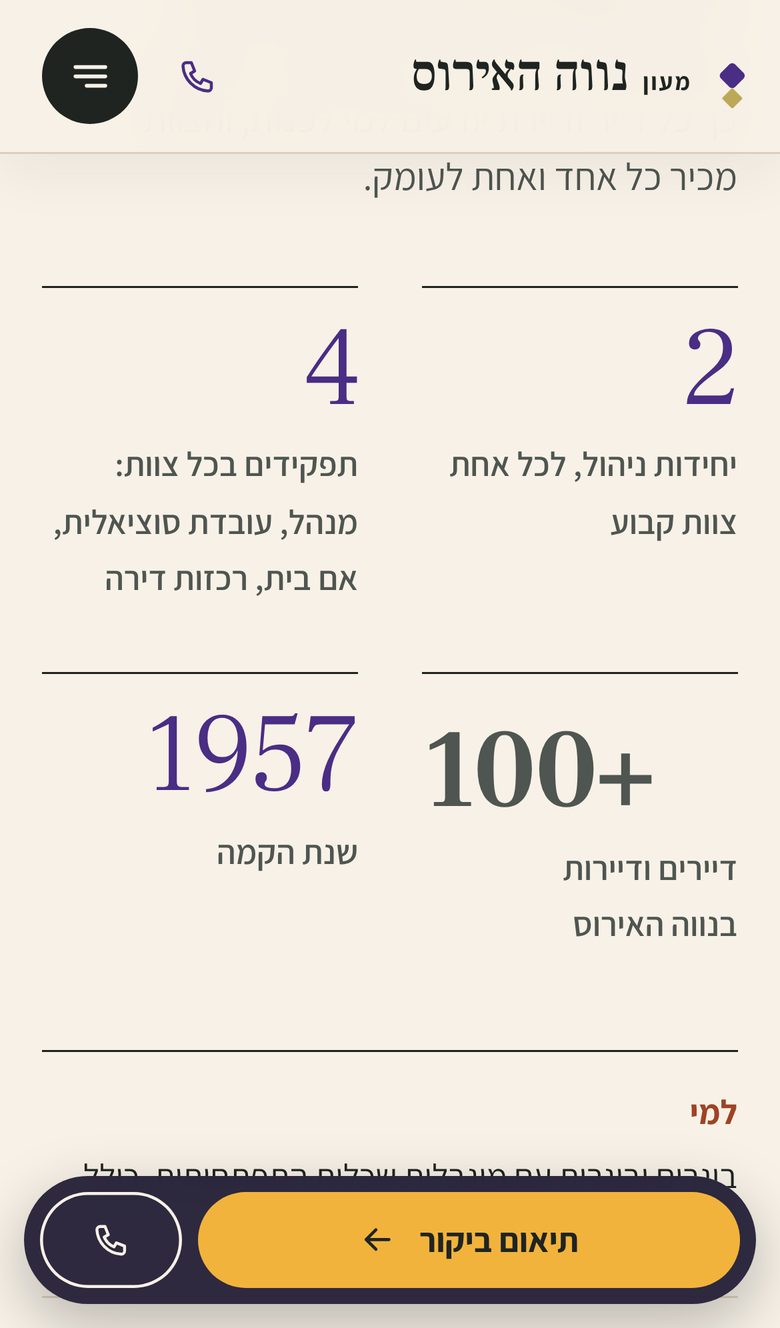 מעון נווה האירוס
מכיר כל אחד ואחת לעומק.
2
יחידות ניהול, לכל אחת
צוות קבוע
4
תפקידים בכל צוות:
מנהל, עובדת סוציאלית,
אם בית, רכזות דירה
100+
דיירים ודיירות
בנווה האירוס
1957
שנת הקמה
למי
תיאום ביקור